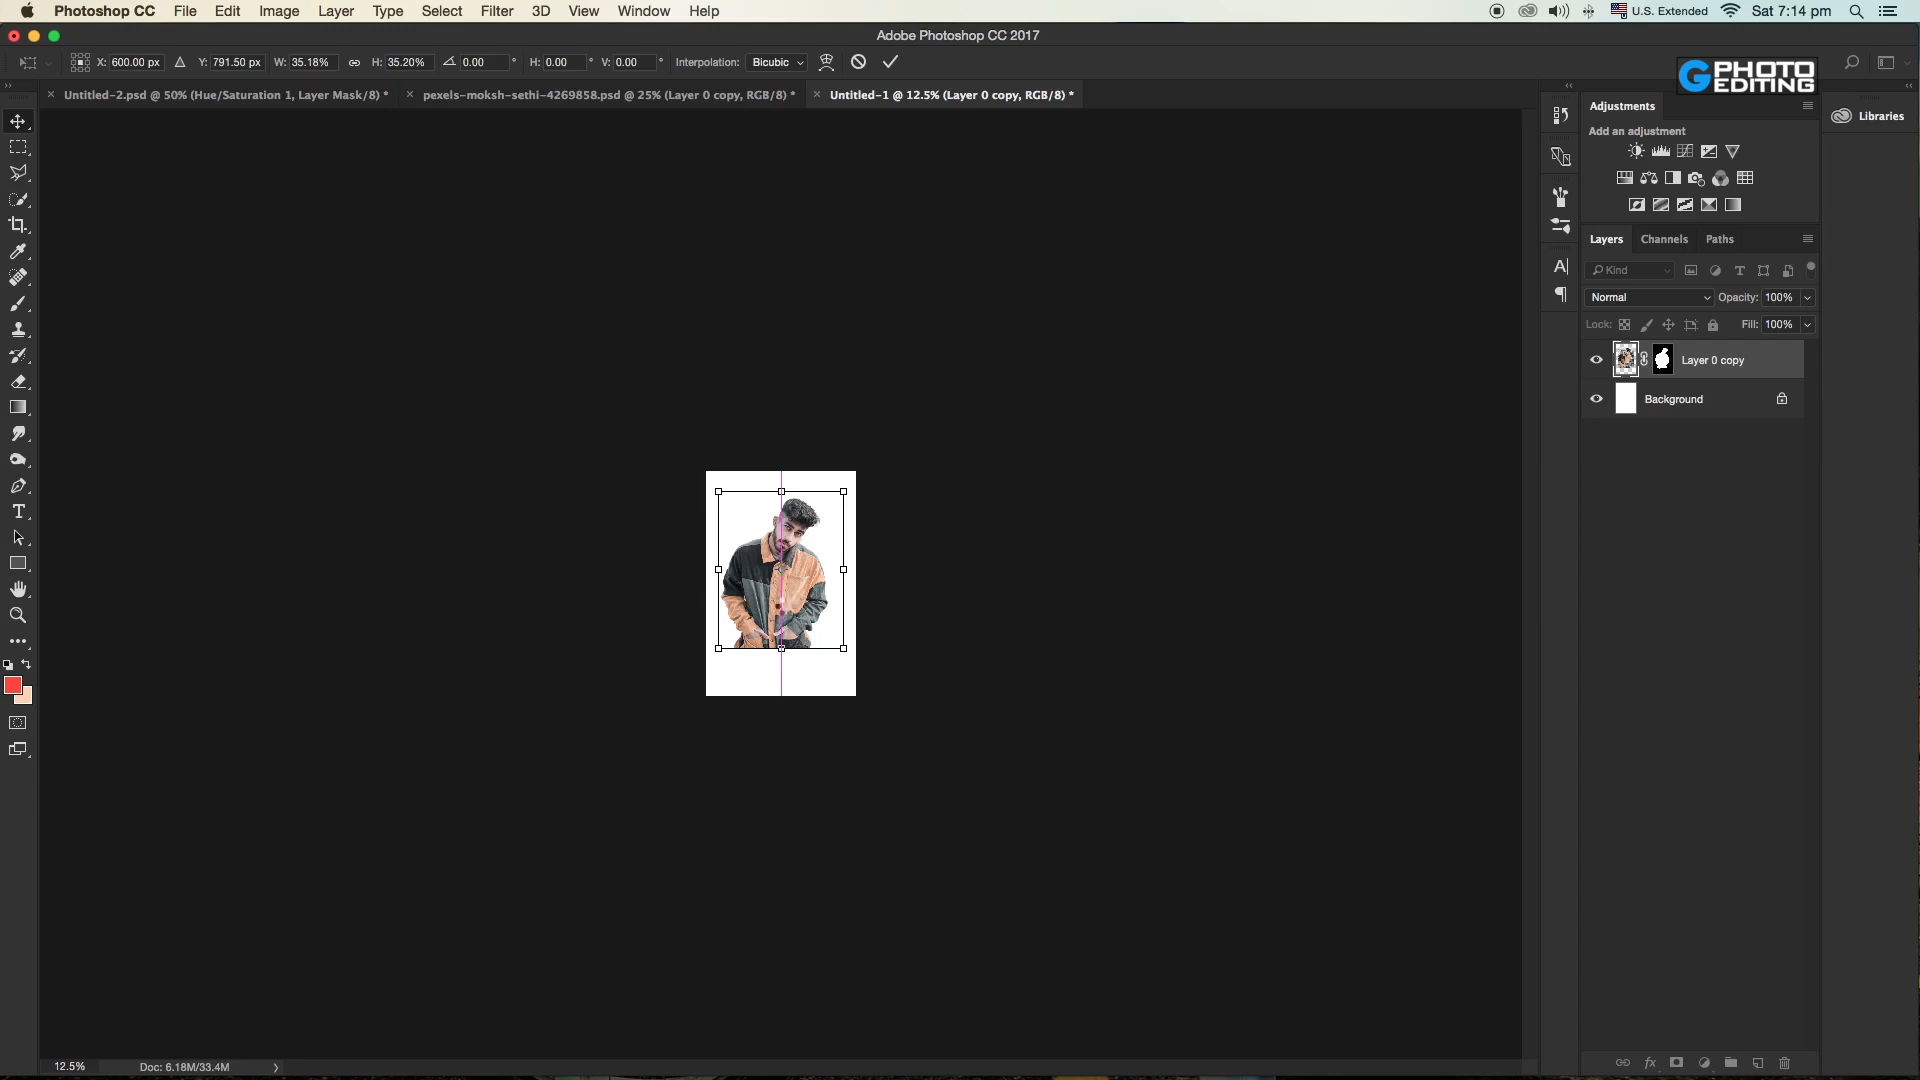 Photoshop CC File Edit Image Layer Type Select Filter 3D View Window Help U.S. Extended Sat 7:14 pm
Adobe Photoshop CC 2017
X: 600.00 px Y: 791.50 px W: 35.18% H: 35.20% 0.00 ° H: 0.00 ° V: 0.00 ° Interpolation: Bicubic
G PHOTO EDITING
Untitled-2.psd @ 50% (Hue/Saturation 1, Layer Mask/8) * pexels-moksh-sethi-4269858.psd @ 25% (Layer 0 copy, RGB/8) * Untitled-1 @ 12.5% (Layer 0 copy, RGB/8) *
Adjustments
Libraries
Add an adjustment
Layers Channels Paths
Kind
Normal Opacity: 100%
Lock: Fill: 100%
Layer 0 copy
Background
12.5% Doc: 6.18M/33.4M